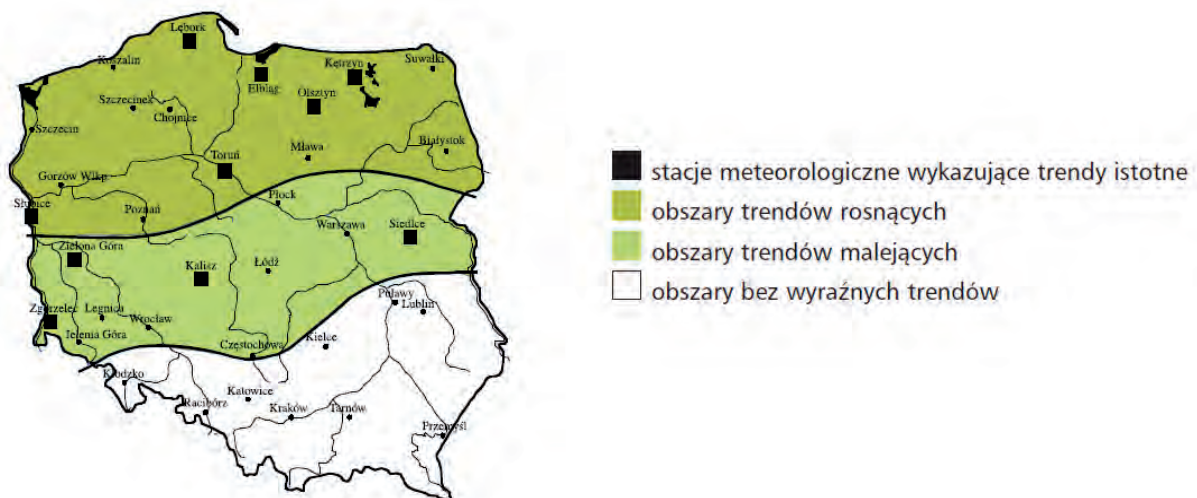 Lębork
Koszalin
Elbląg
Kętrzyn
Suwałki
Szczecinek
Chojnice
Olsztyn
Szczecin
Toruń
Mława
Białystok
Gorzów Wlkp.
Słubice
Poznań
Płock
Warszawa
Siedlce
Zielona Góra
Kalisz
Łódź
Zgorzelec
Legnica
Wrocław
Puławy
Lublin
Jelenia Góra
Częstochowa
Kielce
Kłodzko
Katowice
Racibórz
Kraków
Tarnów
Przemyśl
stacje meteorologiczne wykazujące trendy istotne
obszary trendów rosnących
obszary trendów malejących
obszary bez wyraźnych trendów